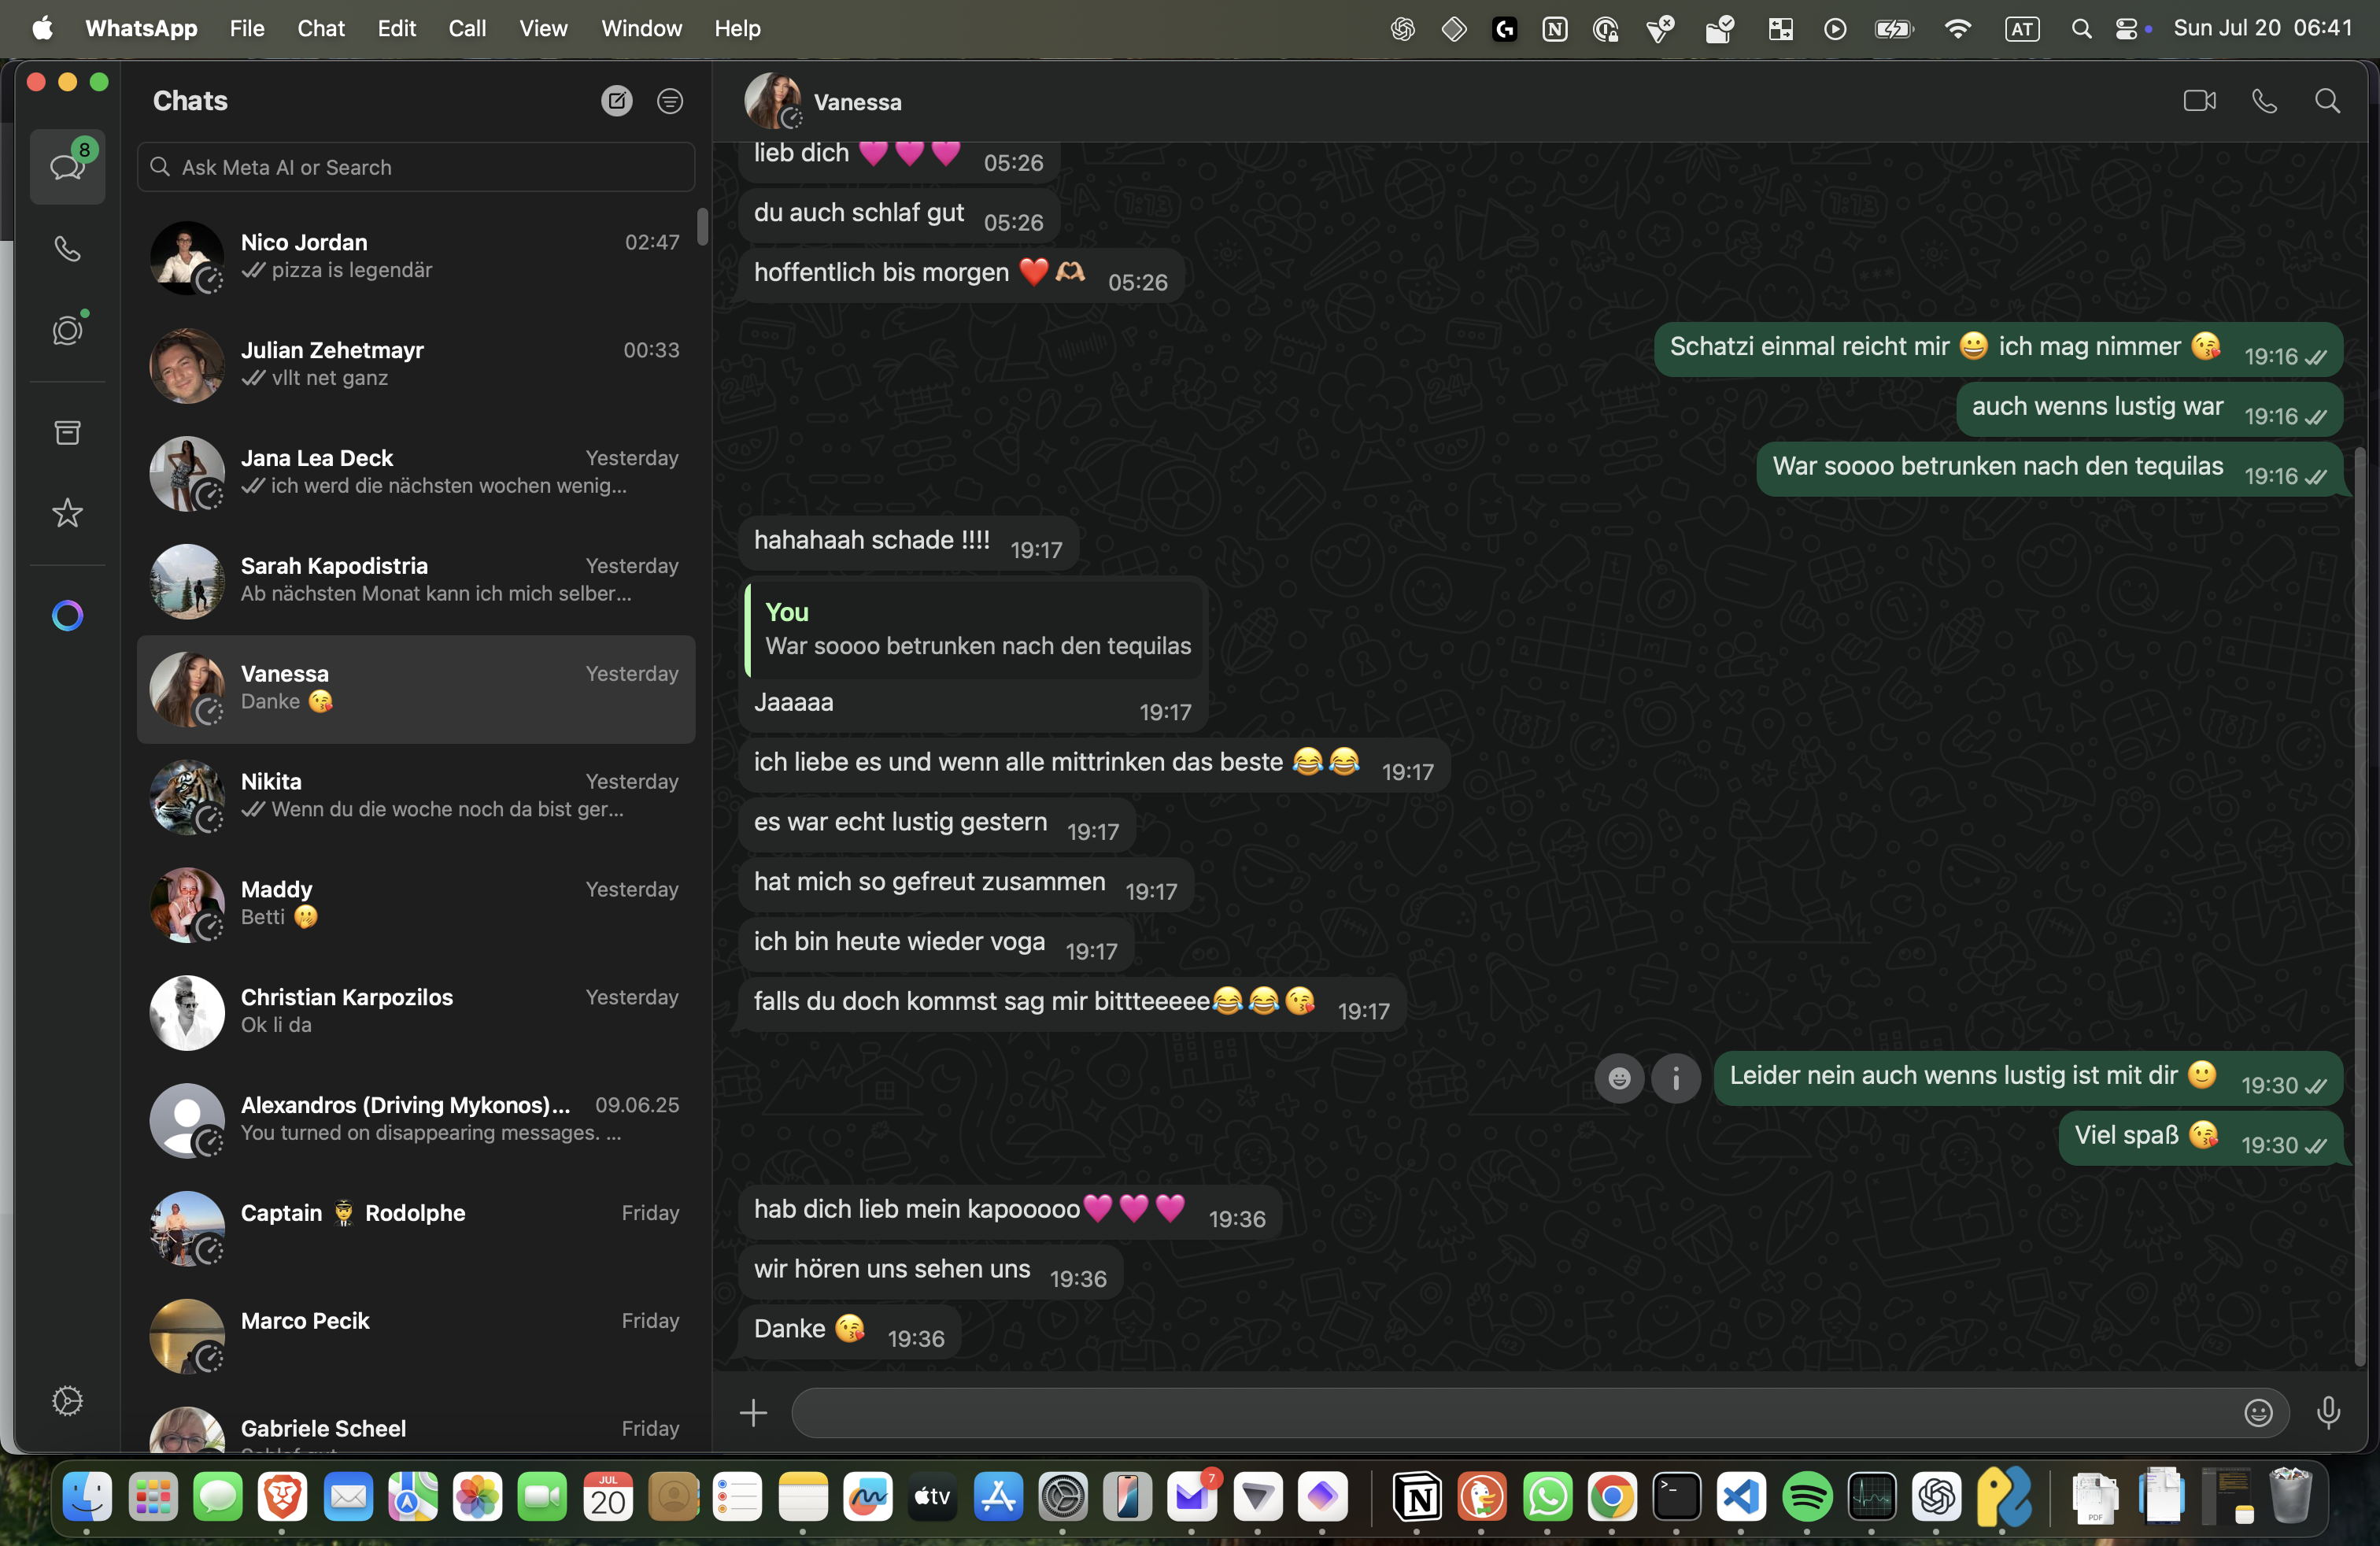 WhatsApp File Chat Edit Call View Window Help
AT
Sun Jul 20 06:41
Chats
8
Ask Meta AI or Search
Nico Jordan 02:47
pizza is legendär
Julian Zehetmayr 00:33
vllt net ganz
Jana Lea Deck Yesterday
ich werd die nächsten wochen wenig...
Sarah Kapodistria Yesterday
Ab nächsten Monat kann ich mich selber...
Vanessa Yesterday
Danke 😘
Nikita Yesterday
Wenn du die woche noch da bist ger...
Maddy Yesterday
Betti 🤭
Christian Karpozilos Yesterday
Ok li da
Alexandros (Driving Mykonos)... 09.06.25
You turned on disappearing messages. ...
Captain 👨‍✈️ Rodolphe Friday
Marco Pecik Friday
Gabriele Scheel Friday
Schlaf gut
Vanessa
lieb dich 💗💗💗 05:26
du auch schlaf gut 05:26
hoffentlich bis morgen ❤️🫶🏼 05:26
Schatzi einmal reicht mir 😀 ich mag nimmer 😘 19:16
auch wenns lustig war 19:16
War soooo betrunken nach den tequilas 19:16
hahahaah schade !!!! 19:17
You
War soooo betrunken nach den tequilas
Jaaaaa 19:17
ich liebe es und wenn alle mittrinken das beste 😂😂 19:17
es war echt lustig gestern 19:17
hat mich so gefreut zusammen 19:17
ich bin heute wieder voga 19:17
falls du doch kommst sag mir bittteeeee😂😂😘 19:17
Leider nein auch wenns lustig ist mit dir 🙂 19:30
Viel spaß 😘 19:30
hab dich lieb mein kapooooo💗💗💗 19:36
wir hören uns sehen uns 19:36
Danke 😘 19:36
JUL
20
tv
7
PDF